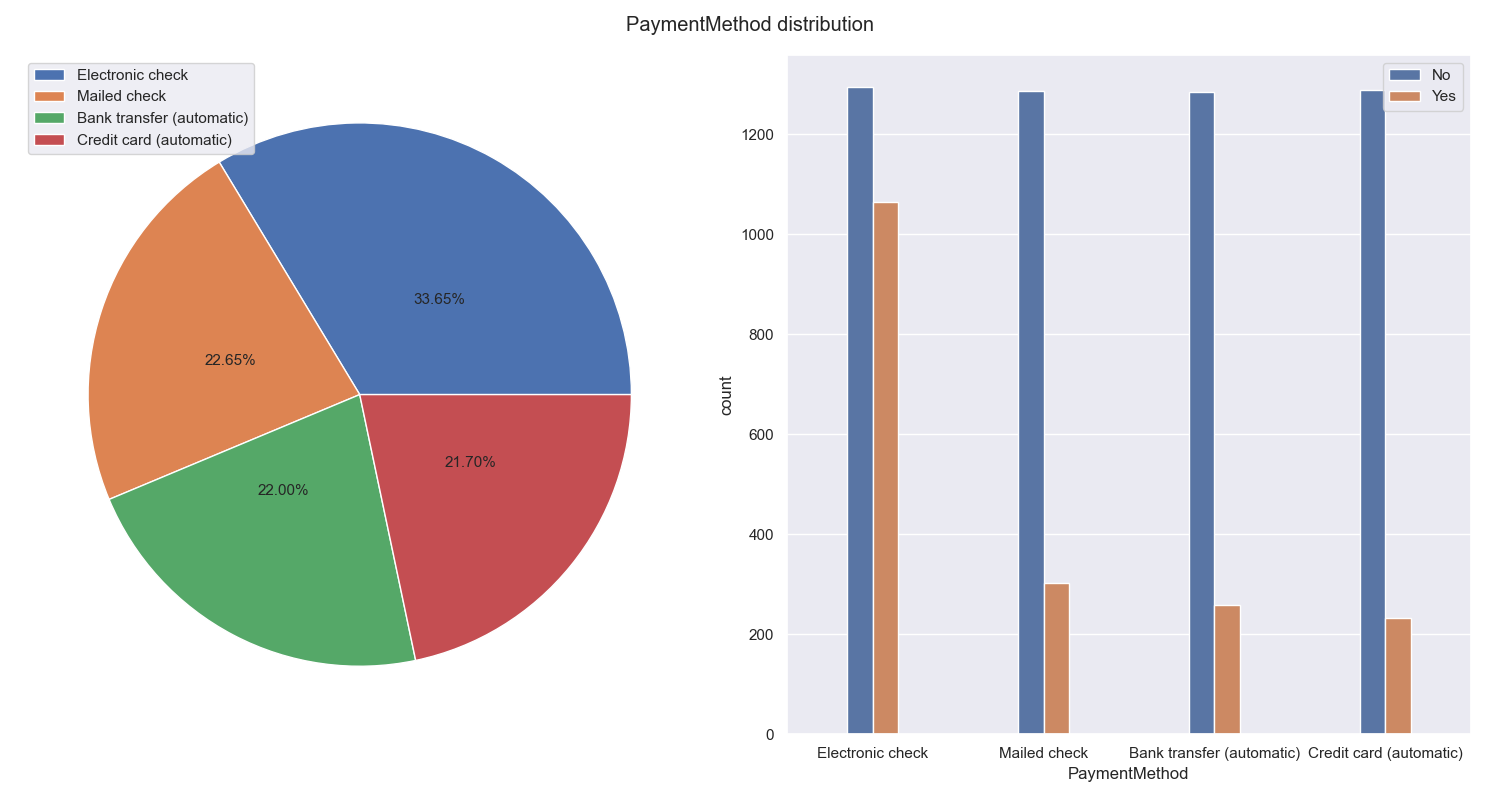 PaymentMethod distribution
Electronic check
Mailed check
Bank transfer (automatic)
Credit card (automatic)
33.65%
22.65%
22.00%
21.70%
No
Yes
1200
1000
800
600
400
200
0
count
Electronic check
Mailed check
Bank transfer (automatic)
Credit card (automatic)
PaymentMethod